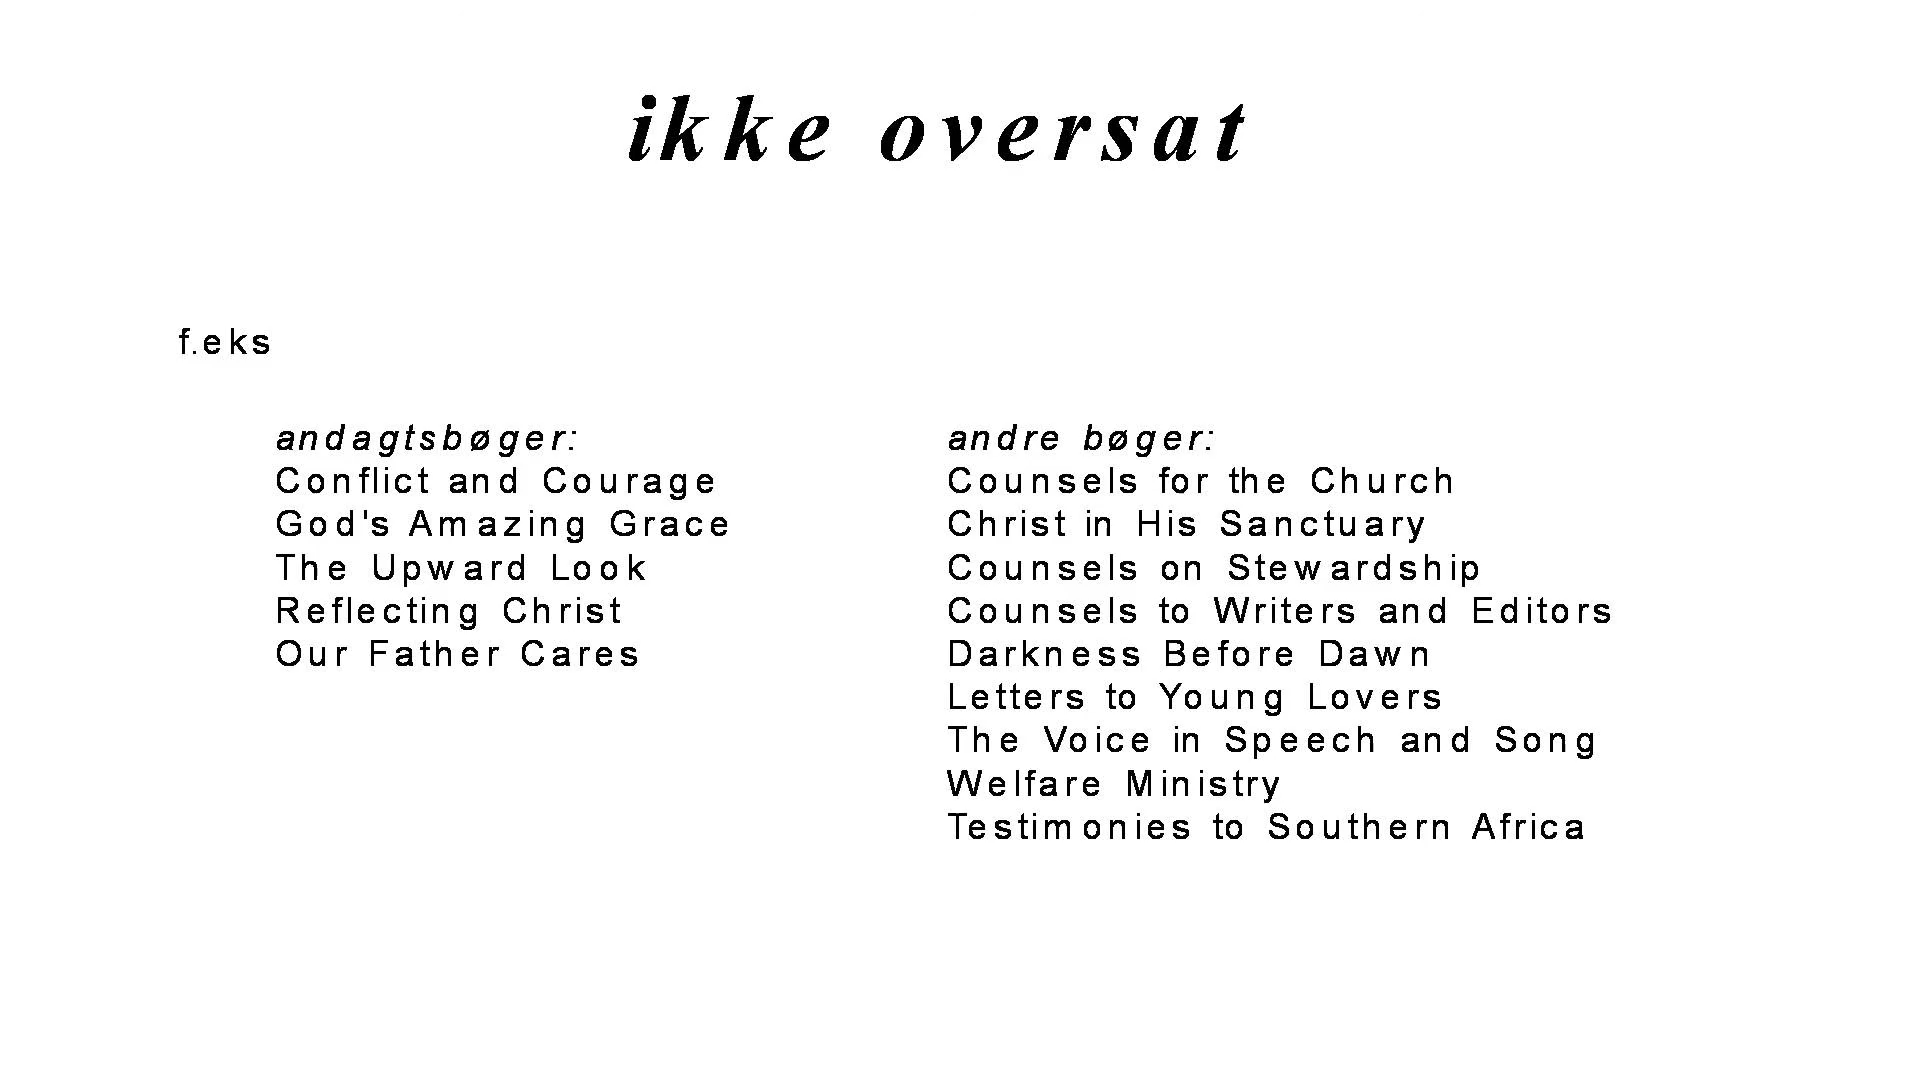 ikke oversat
f.eks
andagtsbøger:
Conflict and Courage
God's Amazing Grace
The Upward Look
Reflecting Christ
Our Father Cares
andre bøger:
Counsels for the Church
Christ in His Sanctuary
Counsels on Stewardship
Counsels to Writers and Editors
Darkness Before Dawn
Letters to Young Lovers
The Voice in Speech and Song
Welfare Ministry
Testimonies to Southern Africa